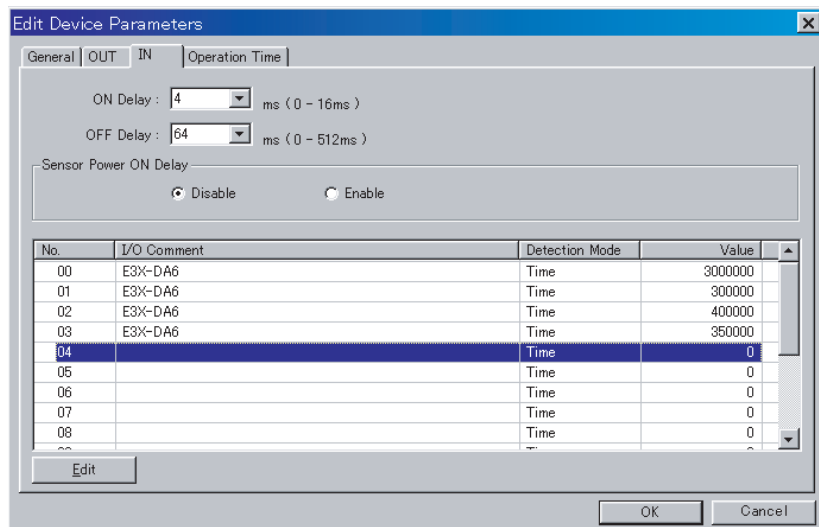 Edit Device Parameters
General OUT IN Operation Time
ON Delay : 4 ms ( 0 - 16ms )
OFF Delay : 64 ms ( 0 - 512ms )
Sensor Power ON Delay
Disable Enable
No. I/O Comment Detection Mode Value
00 E3X-DA6 Time 3000000
01 E3X-DA6 Time 300000
02 E3X-DA6 Time 400000
03 E3X-DA6 Time 350000
04 Time 0
05 Time 0
06 Time 0
07 Time 0
08 Time 0
Edit
OK Cancel